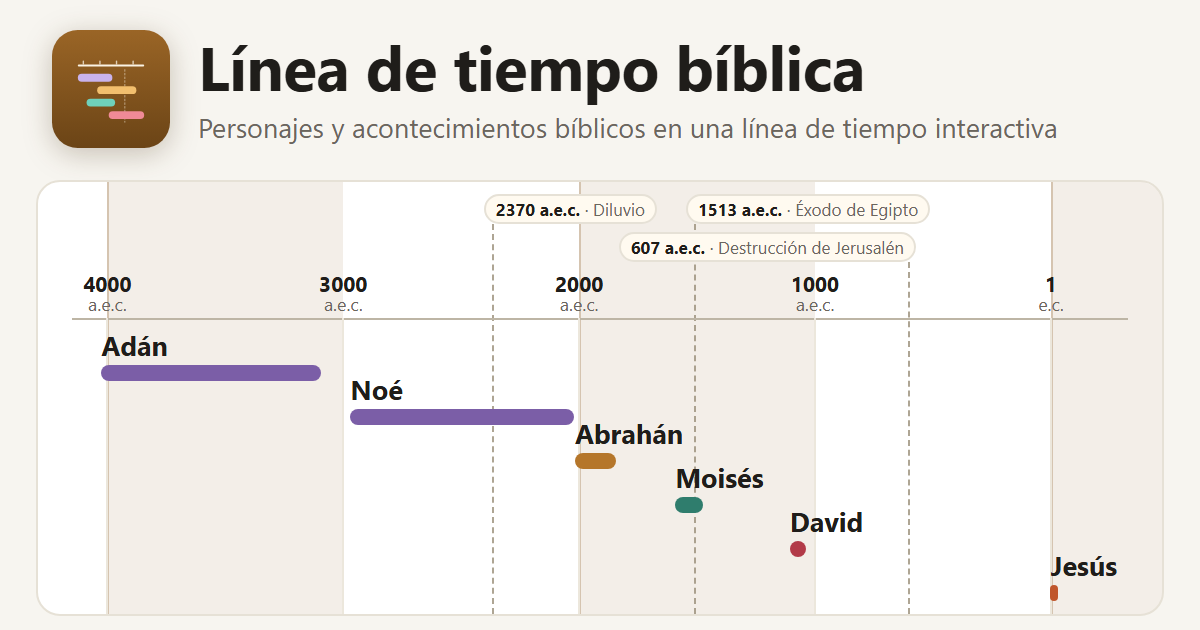 Línea de tiempo bíblica
Personajes y acontecimientos bíblicos en una línea de tiempo interactiva
2370 a.e.c. · Diluvio
1513 a.e.c. · Éxodo de Egipto
607 a.e.c. · Destrucción de Jerusalén
4000 3000 2000 1000 1
a.e.c. a.e.c. a.e.c. a.e.c. e.c.
Adán
Noé
Abrahán
Moisés
David
Jesús